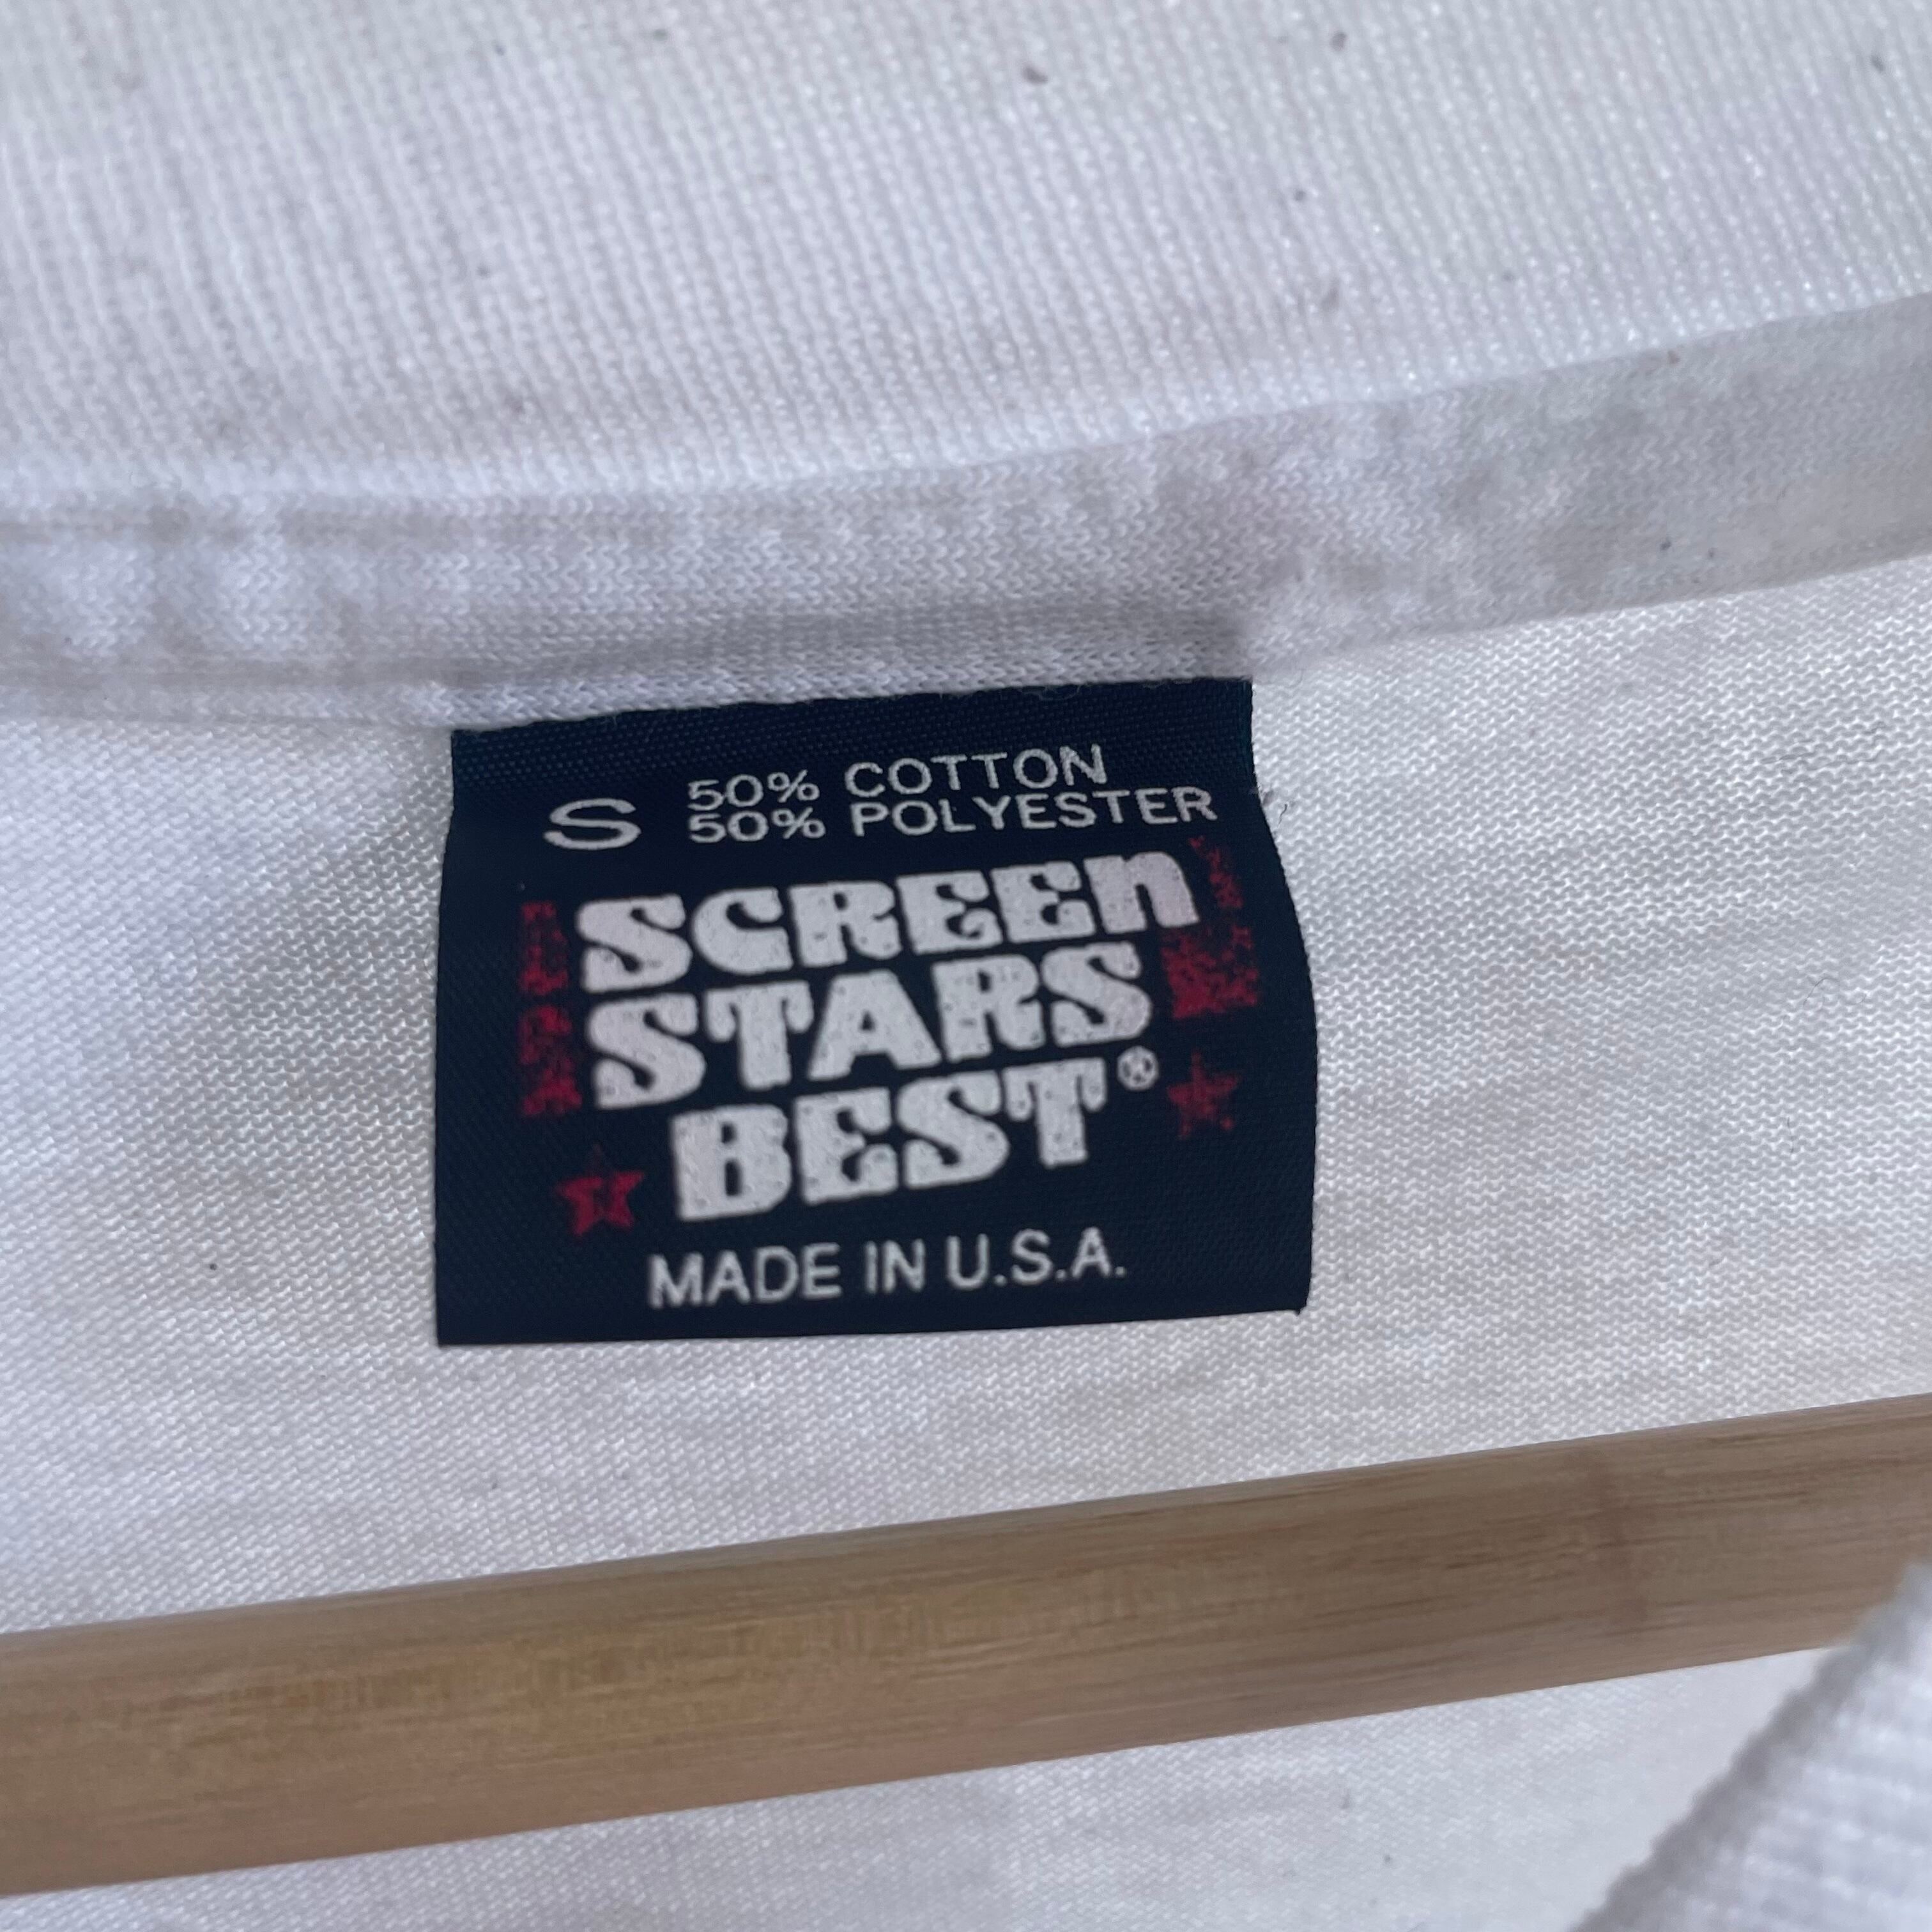 S 50% COTTON
50% POLYESTER
SCREEn
STARS
BEST®
MADE IN U.S.A.